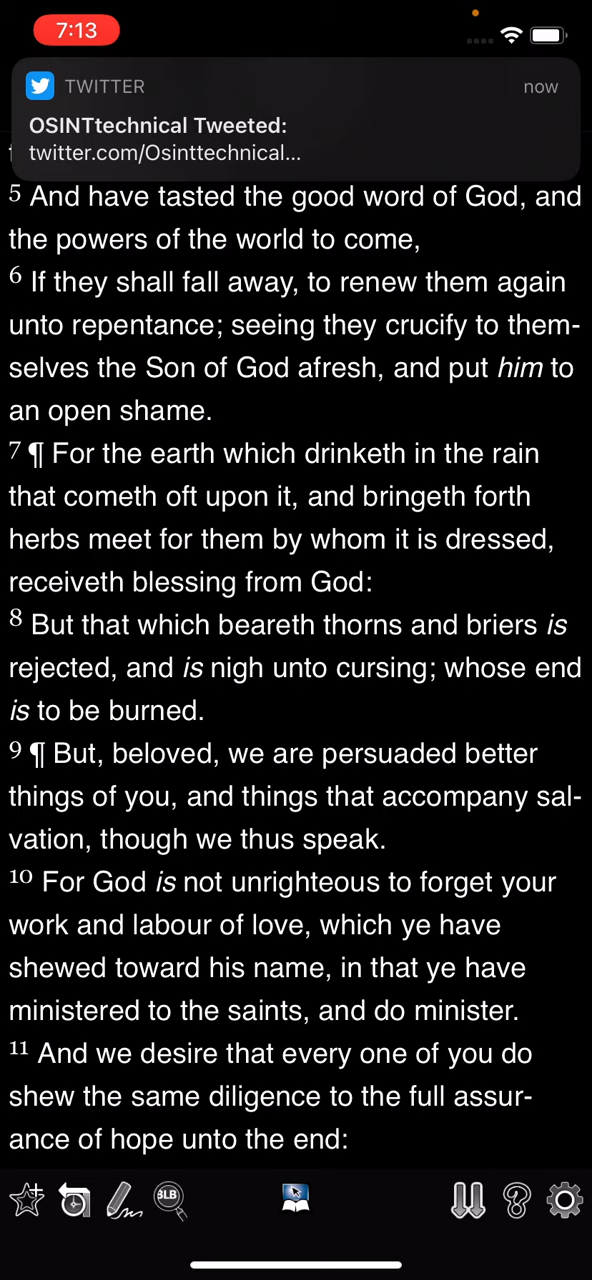 7:13
TWITTER now
OSINTtechnical Tweeted:
twitter.com/Osinttechnical...
5 And have tasted the good word of God, and
the powers of the world to come,
6 If they shall fall away, to renew them again
unto repentance; seeing they crucify to them-
selves the Son of God afresh, and put him to
an open shame.
7 ¶ For the earth which drinketh in the rain
that cometh oft upon it, and bringeth forth
herbs meet for them by whom it is dressed,
receiveth blessing from God:
8 But that which beareth thorns and briers is
rejected, and is nigh unto cursing; whose end
is to be burned.
9 ¶ But, beloved, we are persuaded better
things of you, and things that accompany sal-
vation, though we thus speak.
10 For God is not unrighteous to forget your
work and labour of love, which ye have
shewed toward his name, in that ye have
ministered to the saints, and do minister.
11 And we desire that every one of you do
shew the same diligence to the full assur-
ance of hope unto the end:
BLB